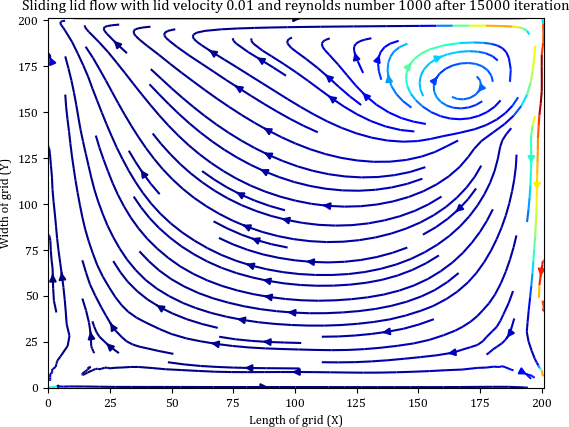 Sliding lid flow with lid velocity 0.01 and reynolds number 1000 after 15000 iteration
200
175
150
125
100
75
50
25
0
Width of grid (Y)
0 25 50 75 100 125 150 175 200
Length of grid (X)